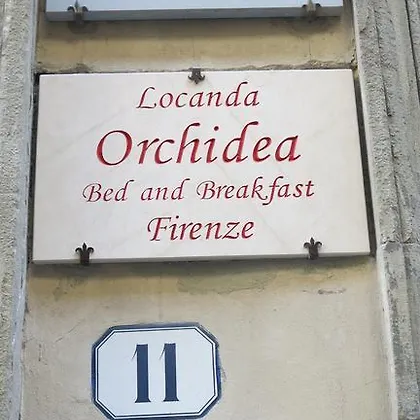 Locanda
Orchidea
Bed and Breakfast
Firenze
11